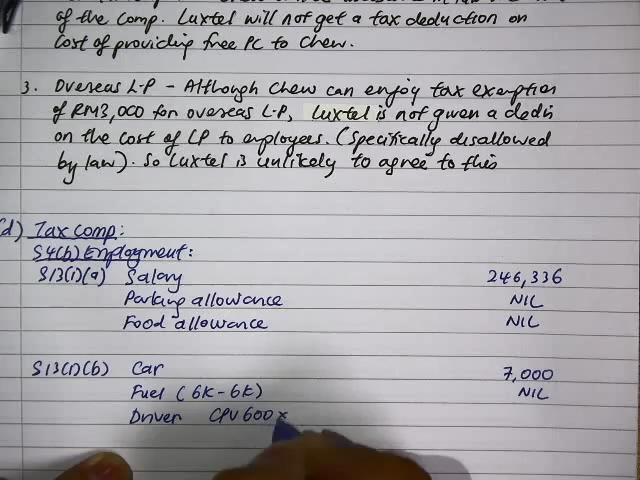 of the comp. Luxtel will not get a tax deduction on
cost of providing free PC to Chew.
3. Overseas L.P - Although Chew can enjoy tax exemption
of RM3,000 for overseas L.P, Luxtel is not given a dedn
on the cost of LP to employees. (Specifically disallowed
by law). So Luxtel is unlikely to agree to this
(d) Tax comp:
S4(b) Employment:
S13(1)(a) Salary 246,336
Parking allowance NIL
Food allowance NIL
S13(1)(b) Car 7,000
Fuel (6K-6K) NIL
Driver CPV 600 x